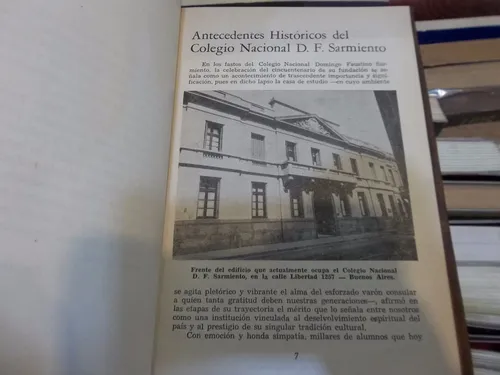 Antecedentes Históricos del
Colegio Nacional D. F. Sarmiento
En los fastos del Colegio Nacional Domingo Faustino Sar-
miento, la celebración del cincuentenario de su fundación se se-
ñala como un acontecimiento de trascendente importancia y signi-
ficación, pues en dicho lapso la casa de estudio —en cuyo ambiente
Frente del edificio que actualmente ocupa el Colegio Nacional
D. F. Sarmiento, en la calle Libertad 1257 — Buenos Aires.
se agita pletórico y vibrante el alma del esforzado varón consular
a quien tanta gratitud deben nuestras generaciones—, afirmó en
las etapas de su trayectoria el mérito que lo señala entre nosotros
como una institución vinculada al deselvolvimiento espiritual del
país y al prestigio de su singular tradición cultural.
Con emoción y honda simpatía, millares de alumnos que hoy
7